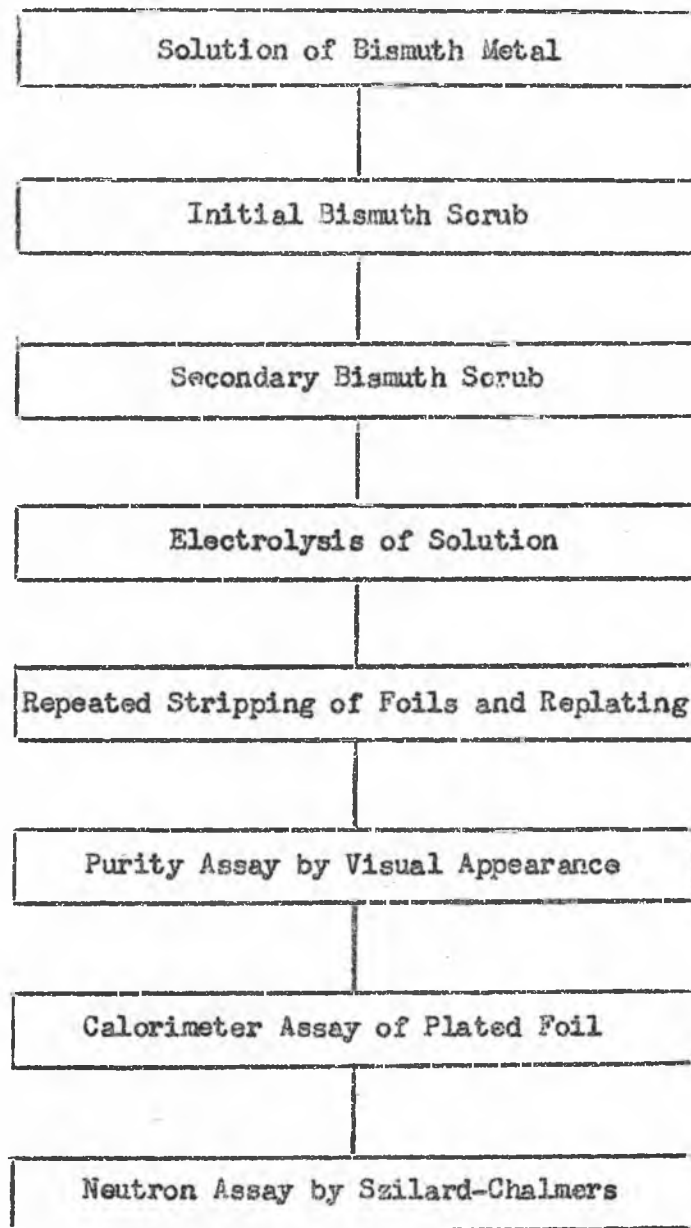 Solution of Bismuth Metal
Initial Bismuth Scrub
Secondary Bismuth Scrub
Electrolysis of Solution
Repeated Stripping of Foils and Replating
Purity Assay by Visual Appearance
Calorimeter Assay of Plated Foil
Neutron Assay by Szilard-Chalmers